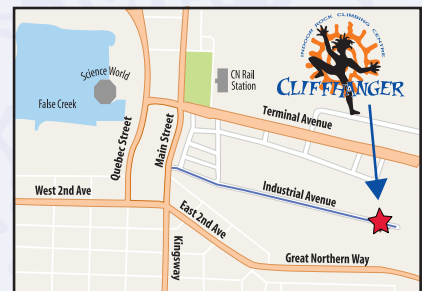 INDOOR ROCK CLIMBING CENTRE
CLIFFHANGER
Science World
False Creek
CN Rail
Station
Quebec Street
Main Street
Terminal Avenue
Industrial Avenue
West 2nd Ave
East 2nd Ave
Kingsway
Great Northern Way